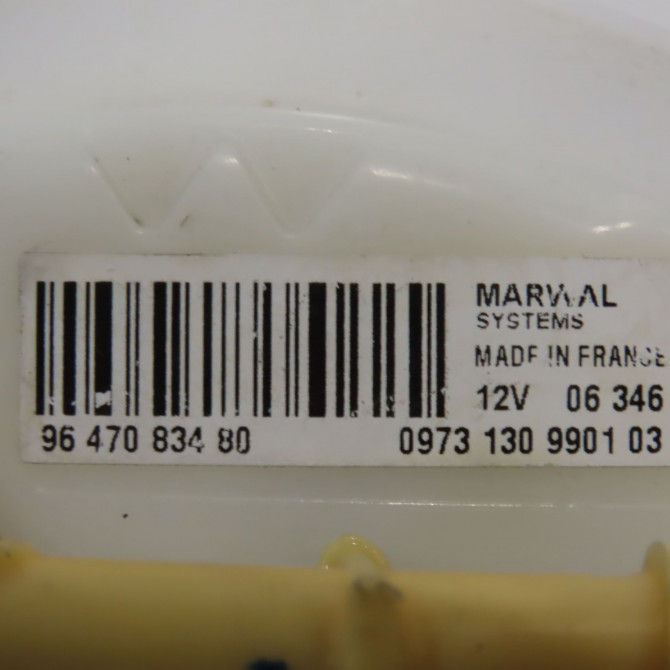 MARWAL
SYSTEMS
MADE IN FRANCE
12V 06 346
96 470 834 80 0973 130 9901 03